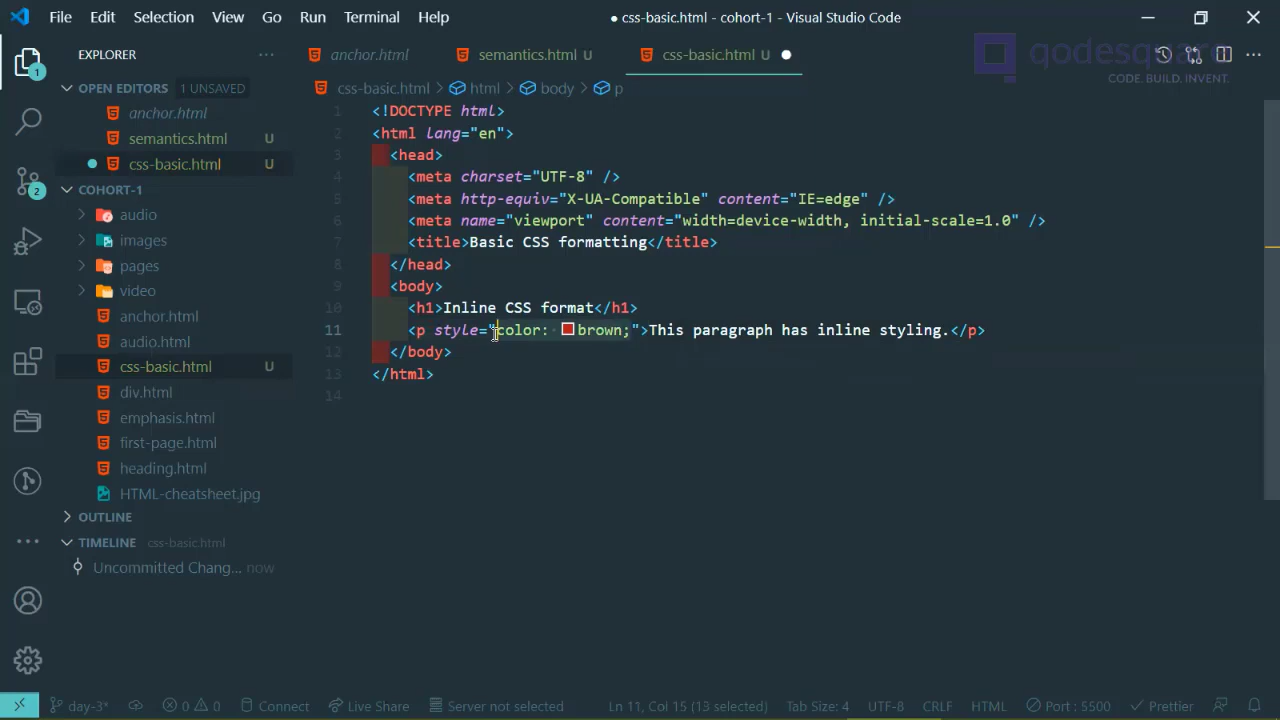 File Edit Selection View Go Run Terminal Help
● css-basic.html - cohort-1 - Visual Studio Code
EXPLORER
anchor.html
semantics.html U
css-basic.html U
qodesquare
CODE. BUILD. INVENT.
OPEN EDITORS 1 UNSAVED
anchor.html
semantics.html U
css-basic.html U
COHORT-1
audio
images
pages
video
anchor.html
audio.html
css-basic.html U
div.html
emphasis.html
first-page.html
heading.html
HTML-cheatsheet.jpg
OUTLINE
TIMELINE css-basic.html
Uncommitted Chang... now
1
2
css-basic.html > html > body > p
1 <!DOCTYPE html>
2 <html lang="en">
3 <head>
4 <meta charset="UTF-8" />
5 <meta http-equiv="X-UA-Compatible" content="IE=edge" />
6 <meta name="viewport" content="width=device-width, initial-scale=1.0" />
7 <title>Basic CSS formatting</title>
8 </head>
9 <body>
10 <h1>Inline CSS format</h1>
11 <p style="color: brown;">This paragraph has inline styling.</p>
12 </body>
13 </html>
14
day-3* 0 0 Connect Live Share Server not selected Ln 11, Col 15 (13 selected) Tab Size: 4 UTF-8 CRLF HTML Port : 5500 Prettier